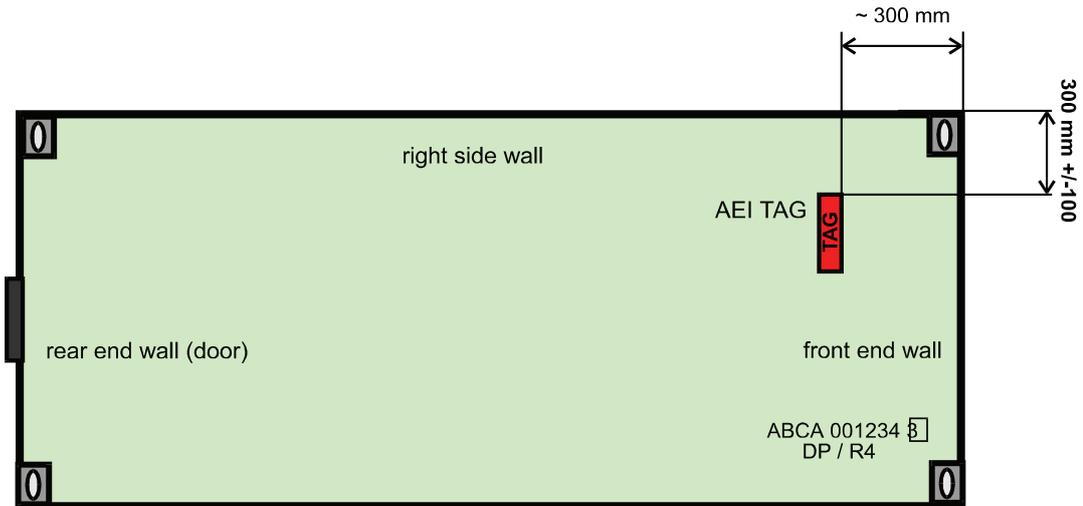 ~ 300 mm
300 mm +/-100
right side wall
AEI TAG
TAG
rear end wall (door)
front end wall
ABCA 001234 3
DP / R4